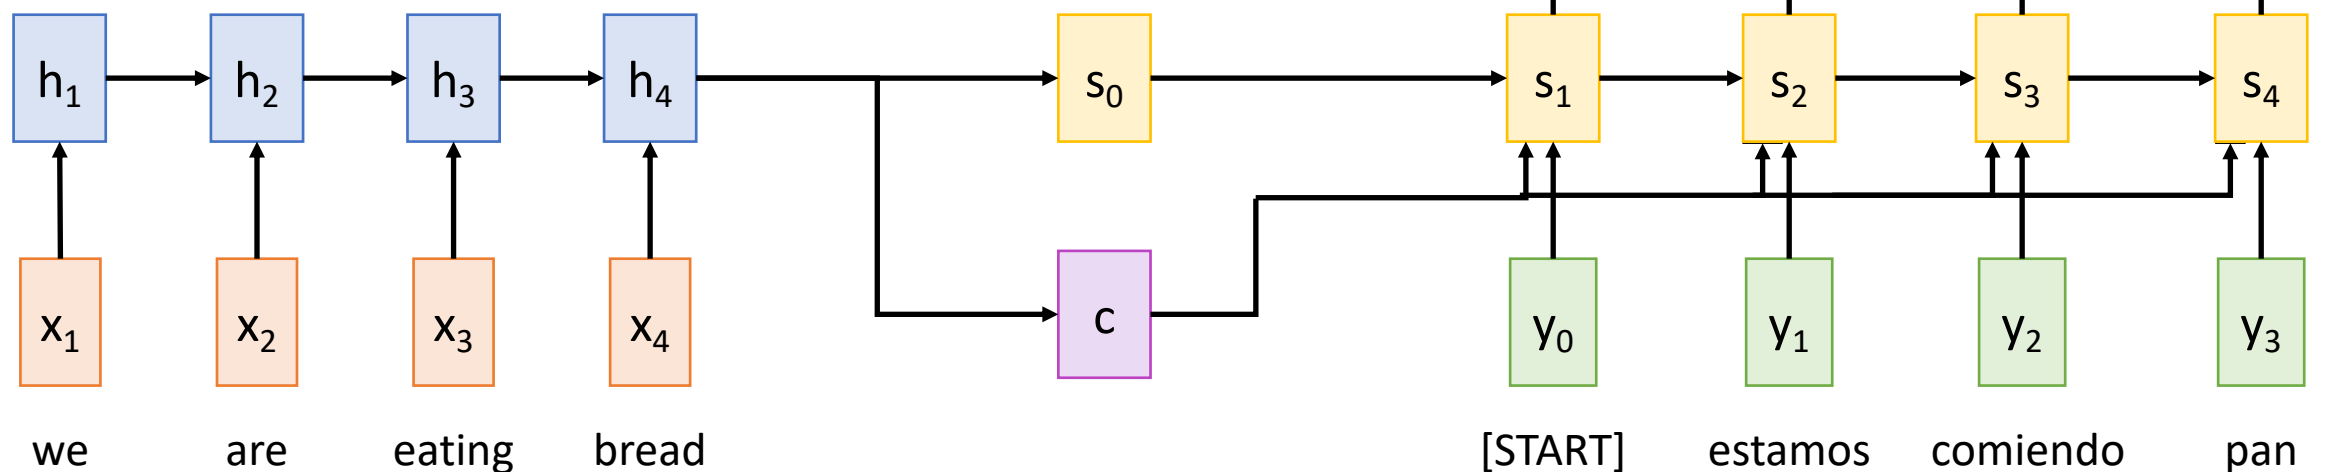 h₁ h₂ h₃ h₄ s₀ s₁ s₂ s₃ s₄
x₁ x₂ x₃ x₄ c y₀ y₁ y₂ y₃
we are eating bread [START] estamos comiendo pan